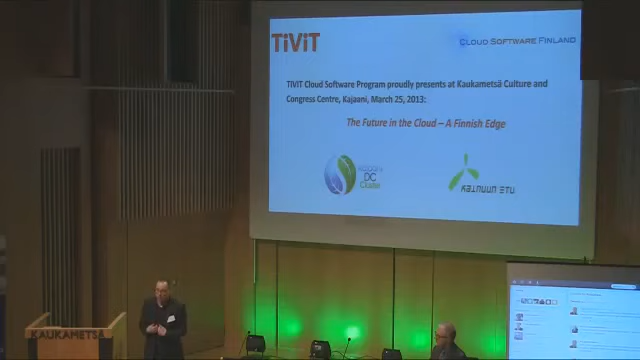 TiViT
CLOUD SOFTWARE FINLAND
TIVIT Cloud Software Program proudly presents at Kaukametsä Culture and
Congress Centre, Kajaani, March 25, 2013:
The Future in the Cloud – A Finnish Edge
DC
Cluster
KAINUUN ETU
KAUKAMETSÄ